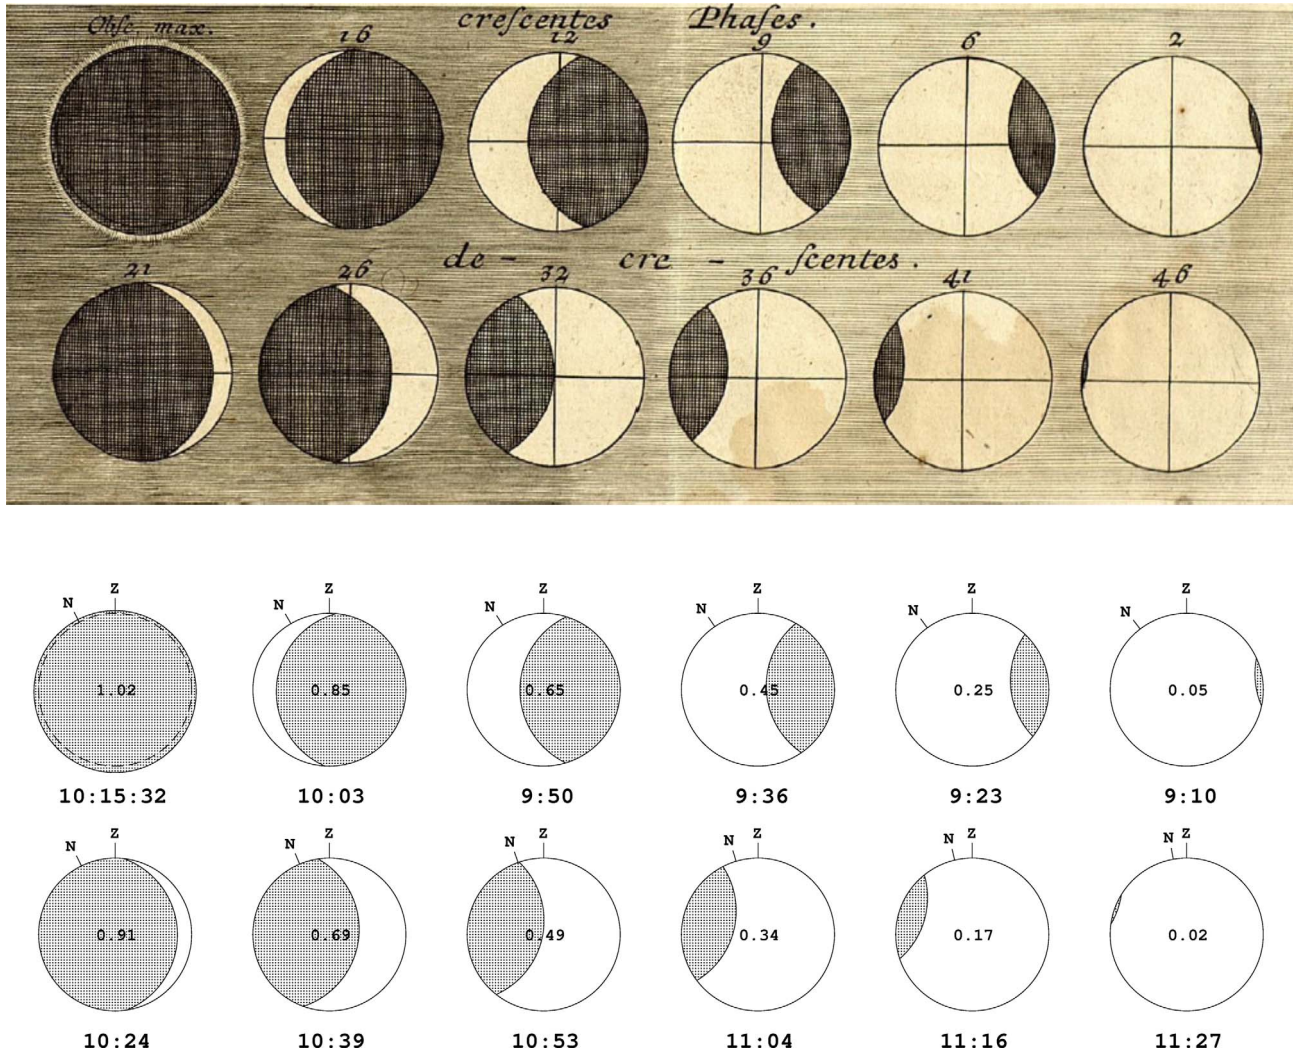 Obſc. max. creſcentes Phaſes.
16 12 9 6 2
de - cre - ſcentes.
21 26 32 36 41 46
N Z N Z N Z N Z N Z N Z
1.02 0.85 0.65 0.45 0.25 0.05
10:15:32 10:03 9:50 9:36 9:23 9:10
N Z N Z N Z N Z N Z N Z
0.91 0.69 0.49 0.34 0.17 0.02
10:24 10:39 10:53 11:04 11:16 11:27